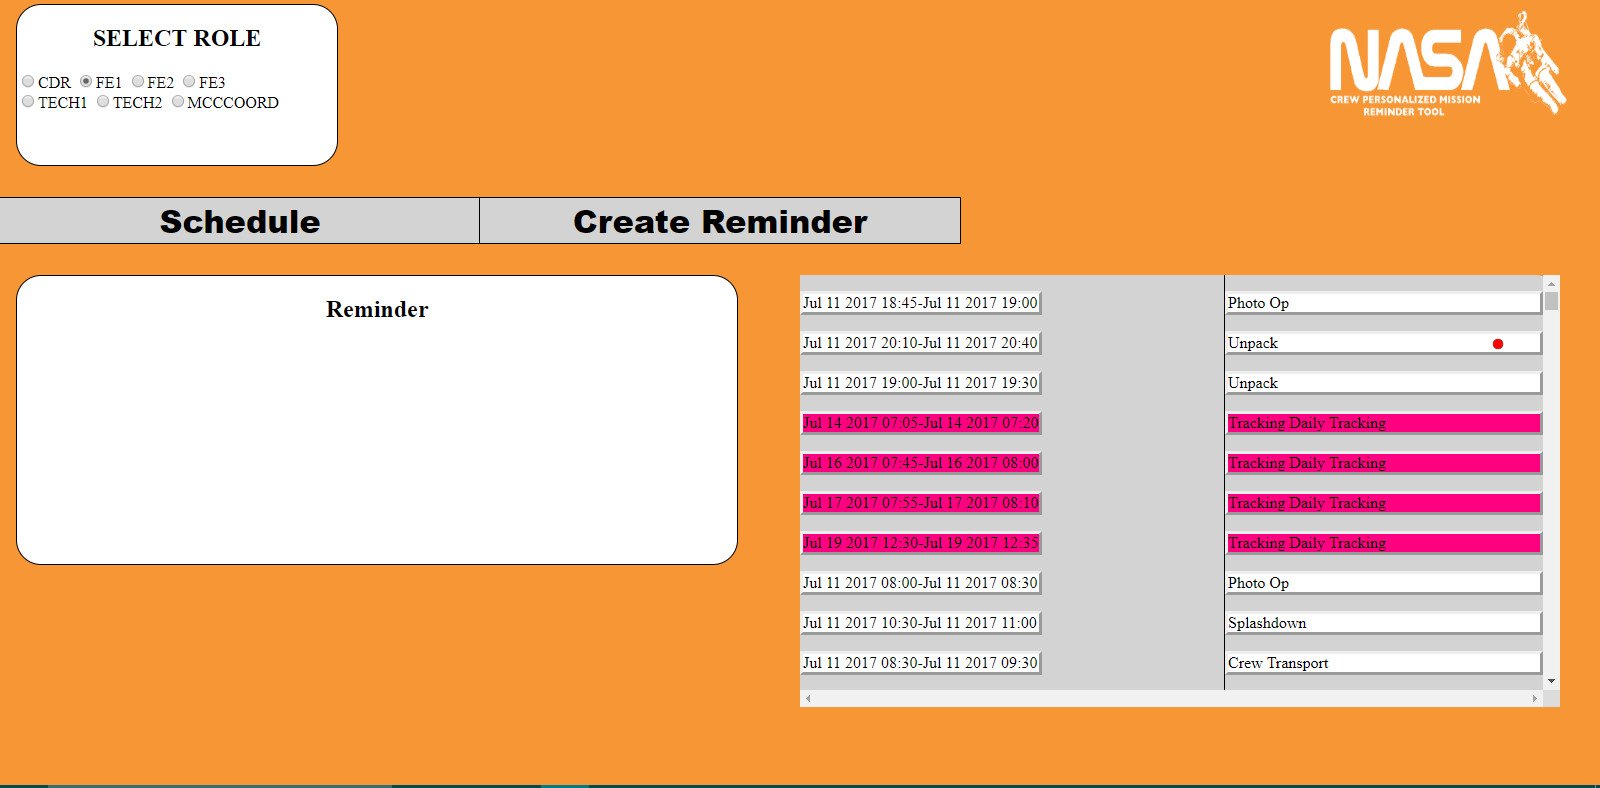 SELECT ROLE
CDR FE1 FE2 FE3
TECH1 TECH2 MCCCOORD
NASA
CREW PERSONALIZED MISSION
REMINDER TOOL
Schedule Create Reminder
Reminder
Jul 11 2017 18:45-Jul 11 2017 19:00 Photo Op
Jul 11 2017 20:10-Jul 11 2017 20:40 Unpack
Jul 11 2017 19:00-Jul 11 2017 19:30 Unpack
Jul 14 2017 07:05-Jul 14 2017 07:20 Tracking Daily Tracking
Jul 16 2017 07:45-Jul 16 2017 08:00 Tracking Daily Tracking
Jul 17 2017 07:55-Jul 17 2017 08:10 Tracking Daily Tracking
Jul 19 2017 12:30-Jul 19 2017 12:35 Tracking Daily Tracking
Jul 11 2017 08:00-Jul 11 2017 08:30 Photo Op
Jul 11 2017 10:30-Jul 11 2017 11:00 Splashdown
Jul 11 2017 08:30-Jul 11 2017 09:30 Crew Transport